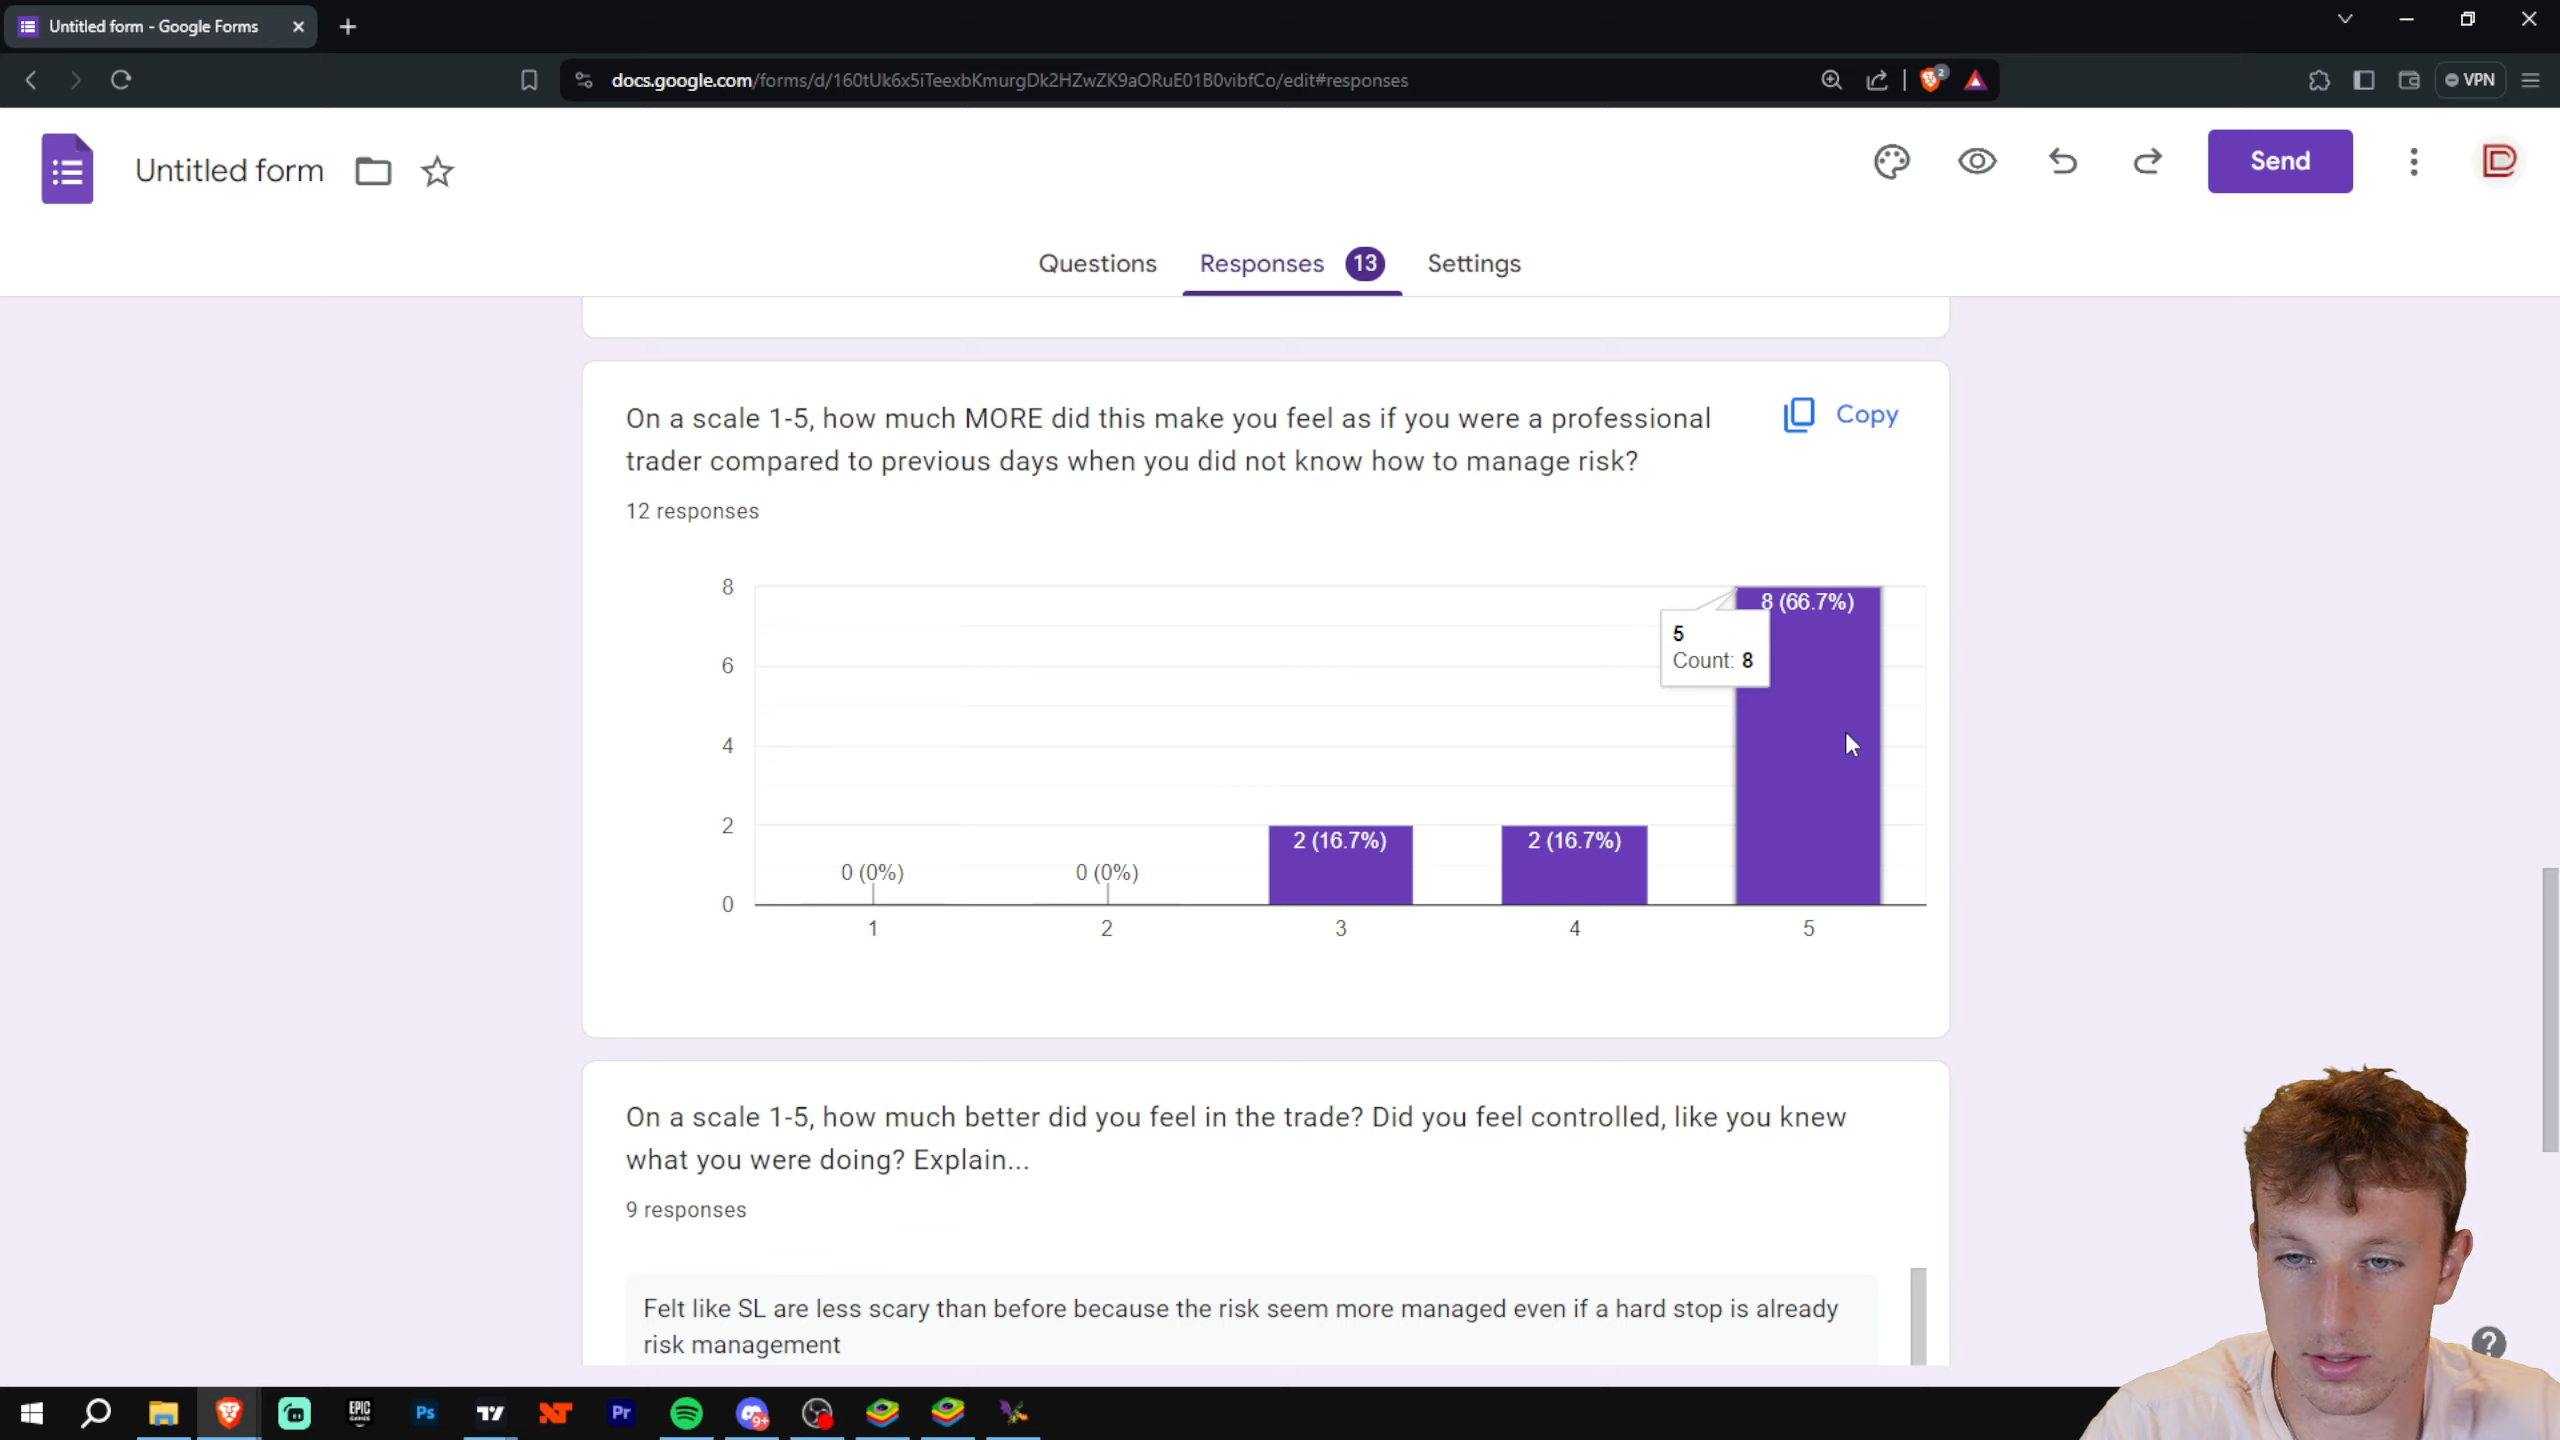 Untitled form - Google Forms
docs.google.com/forms/d/160tUk6x5iTeexbKmurgDk2HZwZK9aORuE01B0vibfCo/edit#responses
2
VPN
Untitled form
Send
Questions
Responses 13
Settings
On a scale 1-5, how much MORE did this make you feel as if you were a professional
trader compared to previous days when you did not know how to manage risk?
Copy
12 responses
8
6
4
2
0
0 (0%)
0 (0%)
2 (16.7%)
2 (16.7%)
8 (66.7%)
5
Count: 8
1
2
3
4
5
On a scale 1-5, how much better did you feel in the trade? Did you feel controlled, like you knew
what you were doing? Explain...
9 responses
Felt like SL are less scary than before because the risk seem more managed even if a hard stop is already
risk management
?
EPIC
GAMES
Ps
Pr
9+